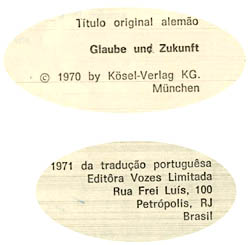 Título original alemão
Glaube und Zukunft
© 1970 by Kösel-Verlag KG.
München
1971 da tradução portuguêsa
Editôra Vozes Limitada
Rua Frei Luís, 100
Petrópolis, RJ
Brasil